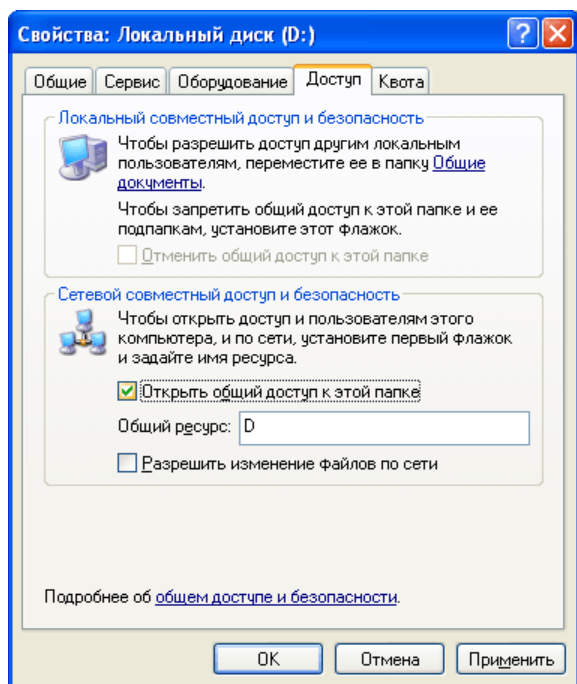 Свойства: Локальный диск (D:)
Общие Сервис Оборудование Доступ Квота
Локальный совместный доступ и безопасность
Чтобы разрешить доступ другим локальным
пользователям, переместите ее в папку Общие
документы.
Чтобы запретить общий доступ к этой папке и ее
подпапкам, установите этот флажок.
Отменить общий доступ к этой папке
Сетевой совместный доступ и безопасность
Чтобы открыть доступ и пользователям этого
компьютера, и по сети, установите первый флажок
и задайте имя ресурса.
Открыть общий доступ к этой папке
Общий ресурс: D
Разрешить изменение файлов по сети
Подробнее об общем доступе и безопасности.
OK Отмена Применить